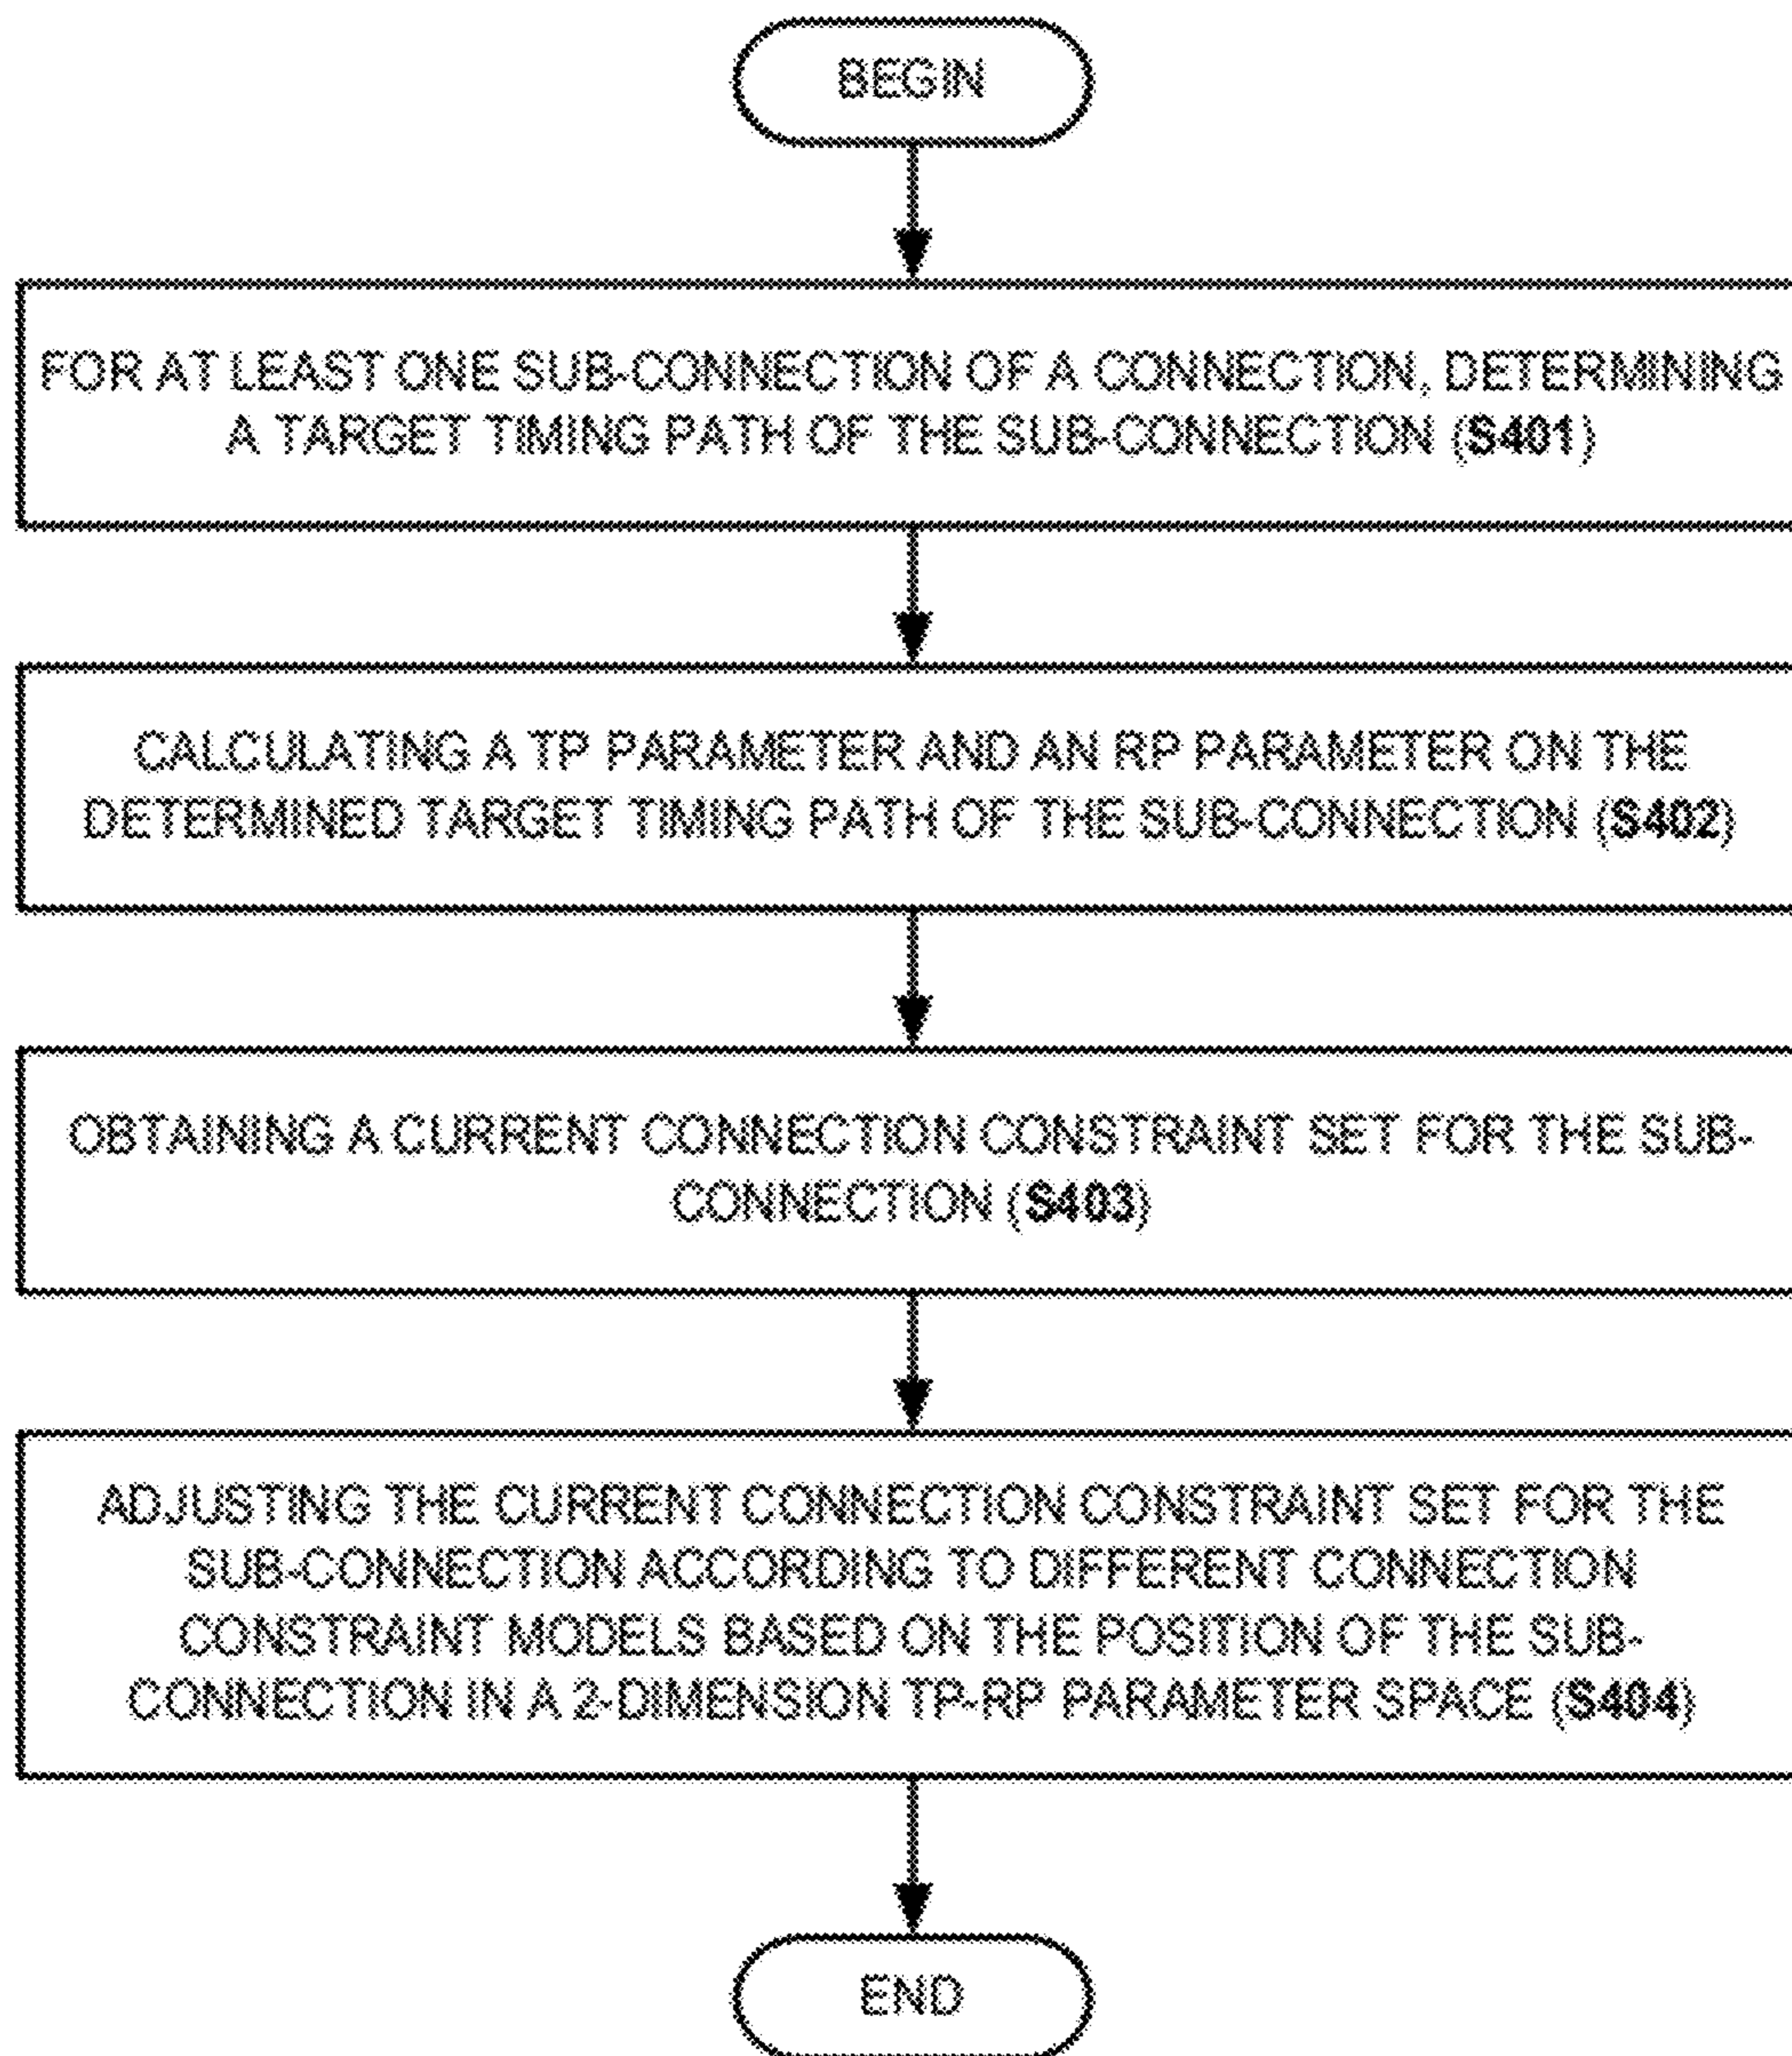 BEGIN
FOR AT LEAST ONE SUB-CONNECTION OF A CONNECTION, DETERMINING
A TARGET TIMING PATH OF THE SUB-CONNECTION (S401)
CALCULATING A TP PARAMETER AND AN RP PARAMETER ON THE
DETERMINED TARGET TIMING PATH OF THE SUB-CONNECTION (S402)
OBTAINING A CURRENT CONNECTION CONSTRAINT SET FOR THE SUB-
CONNECTION (S403)
ADJUSTING THE CURRENT CONNECTION CONSTRAINT SET FOR THE
SUB-CONNECTION ACCORDING TO DIFFERENT CONNECTION
CONSTRAINT MODELS BASED ON THE POSITION OF THE SUB-
CONNECTION IN A 2-DIMENSION TP-RP PARAMETER SPACE (S404)
END